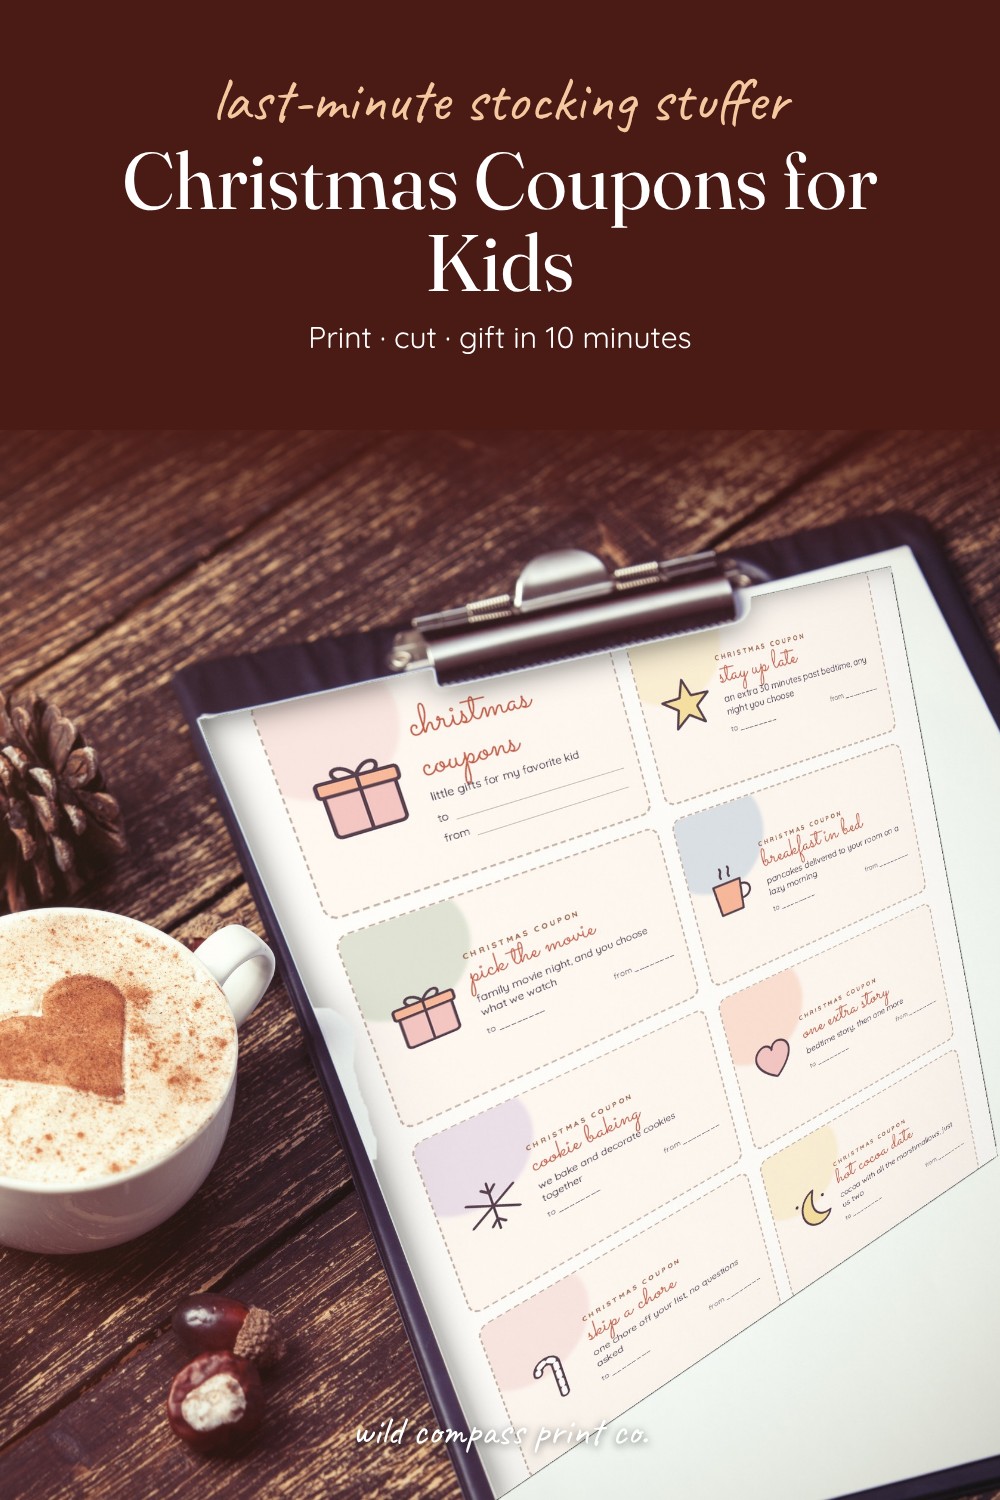 last-minute stocking stuffer
Christmas Coupons for
Kids
Print · cut · gift in 10 minutes
christmas
coupons
little gifts for my favorite kid
to
from
CHRISTMAS COUPON
stay up late
an extra 30 minutes past bedtime, any
night you choose
to
from
CHRISTMAS COUPON
pick the movie
family movie night, and you choose
what we watch
to
from
CHRISTMAS COUPON
breakfast in bed
pancakes delivered to your room on a
lazy morning
to
from
CHRISTMAS COUPON
cookie baking
we bake and decorate cookies
together
to
from
CHRISTMAS COUPON
one extra story
bedtime story, then one more
to
from
CHRISTMAS COUPON
skip a chore
one chore off your list, no questions
asked
to
from
CHRISTMAS COUPON
hot cocoa date
cocoa with all the marshmallows, just
us two
to
from
wild compass print co.